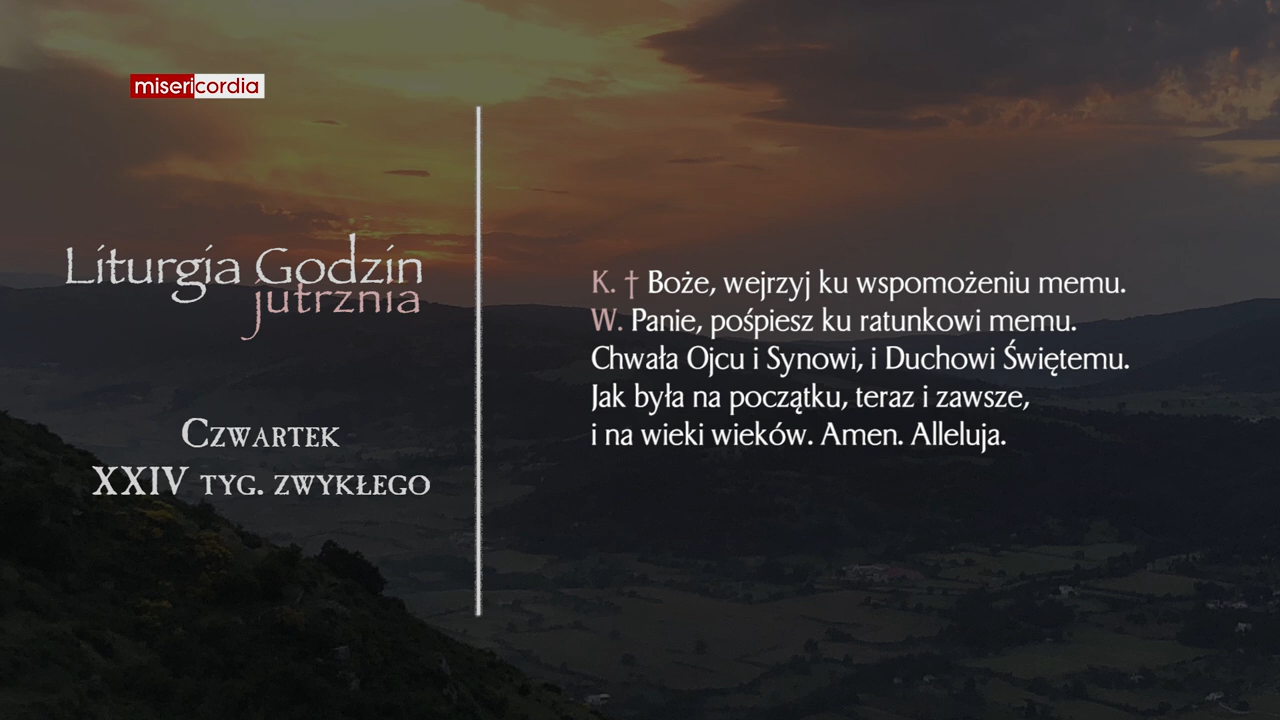 misericordia
Liturgia Godzin
jutrznia
Czwartek
XXIV tyg. zwykłego
K. † Boże, wejrzyj ku wspomożeniu memu.
W. Panie, pośpiesz ku ratunkowi memu.
Chwała Ojcu i Synowi, i Duchowi Świętemu.
Jak była na początku, teraz i zawsze,
i na wieki wieków. Amen. Alleluja.